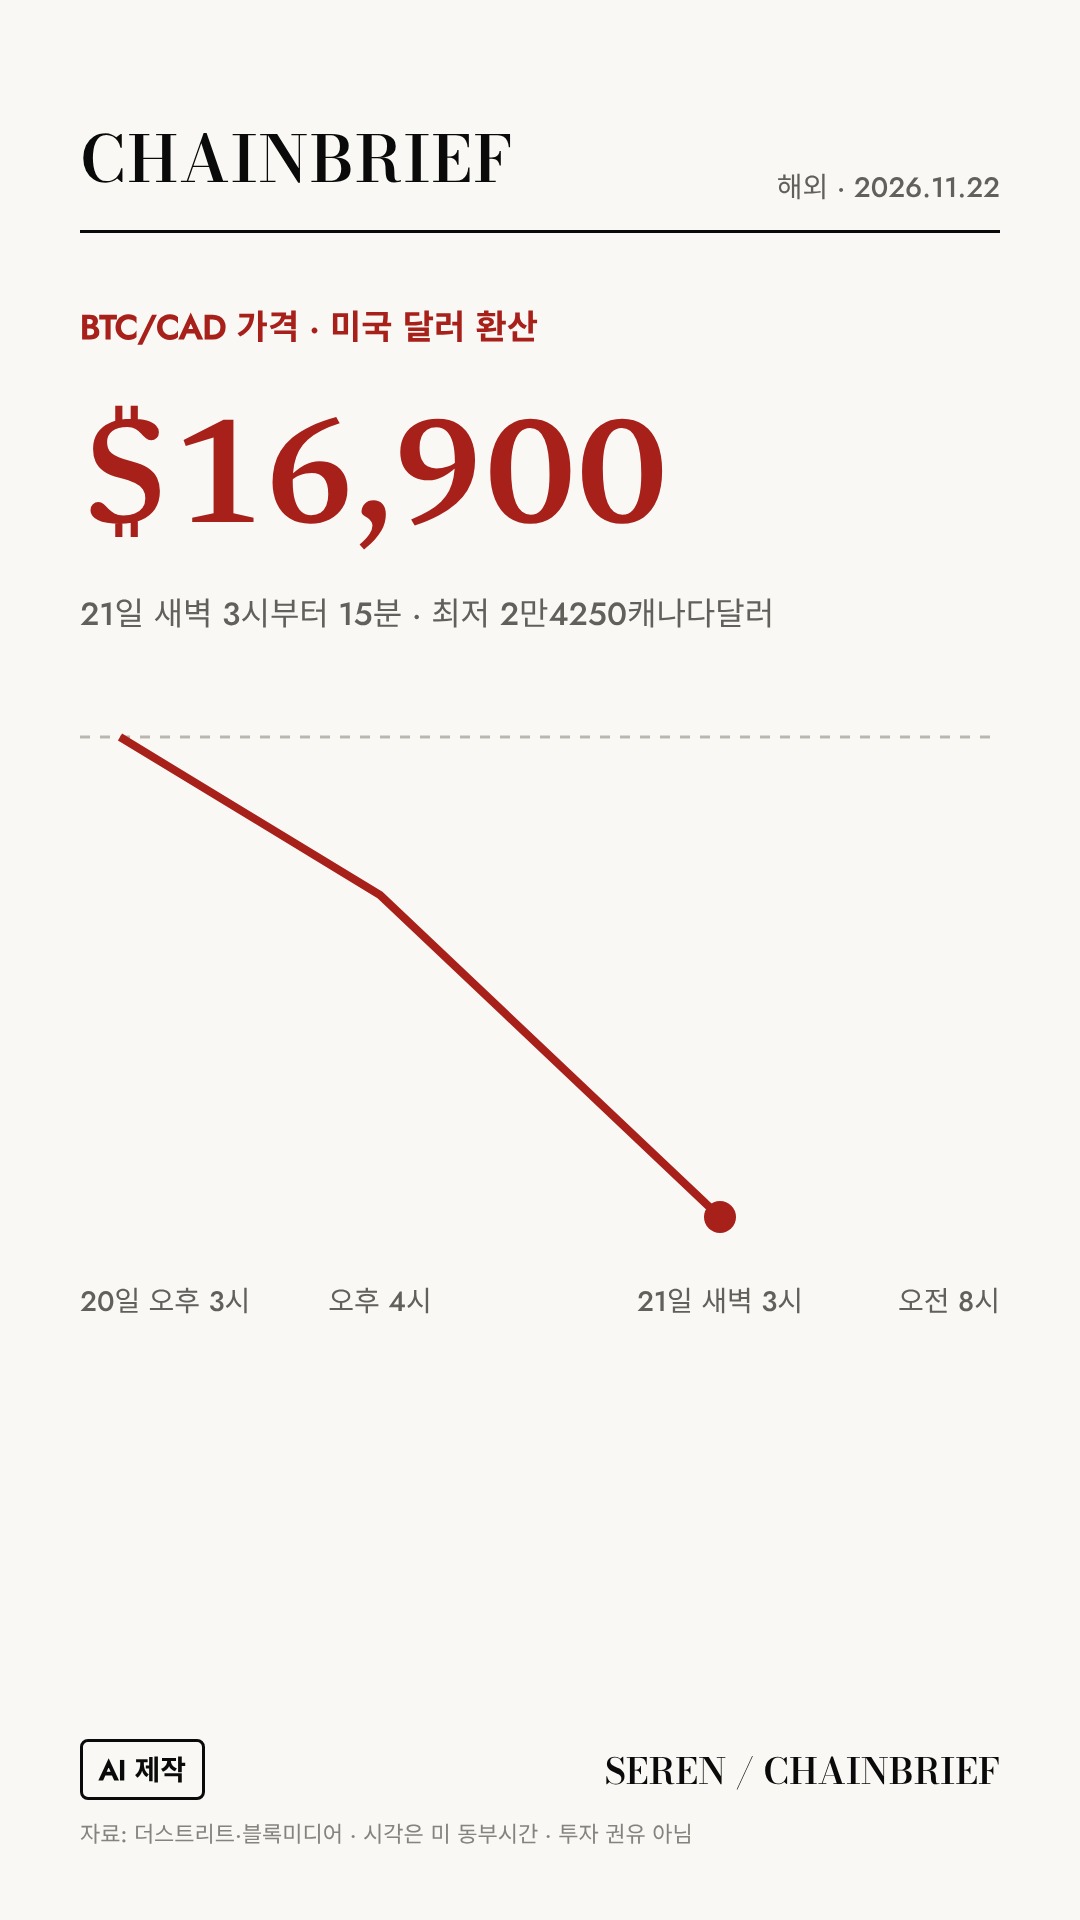 CHAINBRIEF
해외 · 2026.11.22
BTC/CAD 가격 · 미국 달러 환산
$16,900
21일 새벽 3시부터 15분 · 최저 2만4250캐나다달러
20일 오후 3시 오후 4시 21일 새벽 3시 오전 8시
AI 제작
SEREN / CHAINBRIEF
자료: 더스트리트·블록미디어 · 시각은 미 동부시간 · 투자 권유 아님